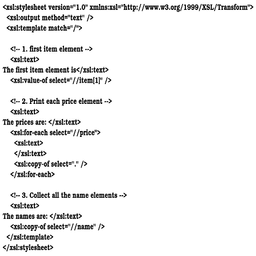 <xsl:stylesheet version="1.0" xmlns:xsl="http://www.w3.org/1999/XSL/Transform">
<xsl:output method="text" />
<xsl:template match="/">
<!-- 1. first item element -->
<xsl:text>
The first item element is</xsl:text>
<xsl:value-of select="//item[1]" />
<!-- 2. Print each price element -->
<xsl:text>
The prices are: </xsl:text>
<xsl:for-each select="//price">
<xsl:text>
</xsl:text>
<xsl:copy-of select="." />
</xsl:for-each>
<!-- 3. Collect all the name elements -->
<xsl:text>
The names are: </xsl:text>
<xsl:copy-of select="//name" />
</xsl:template>
</xsl:stylesheet>